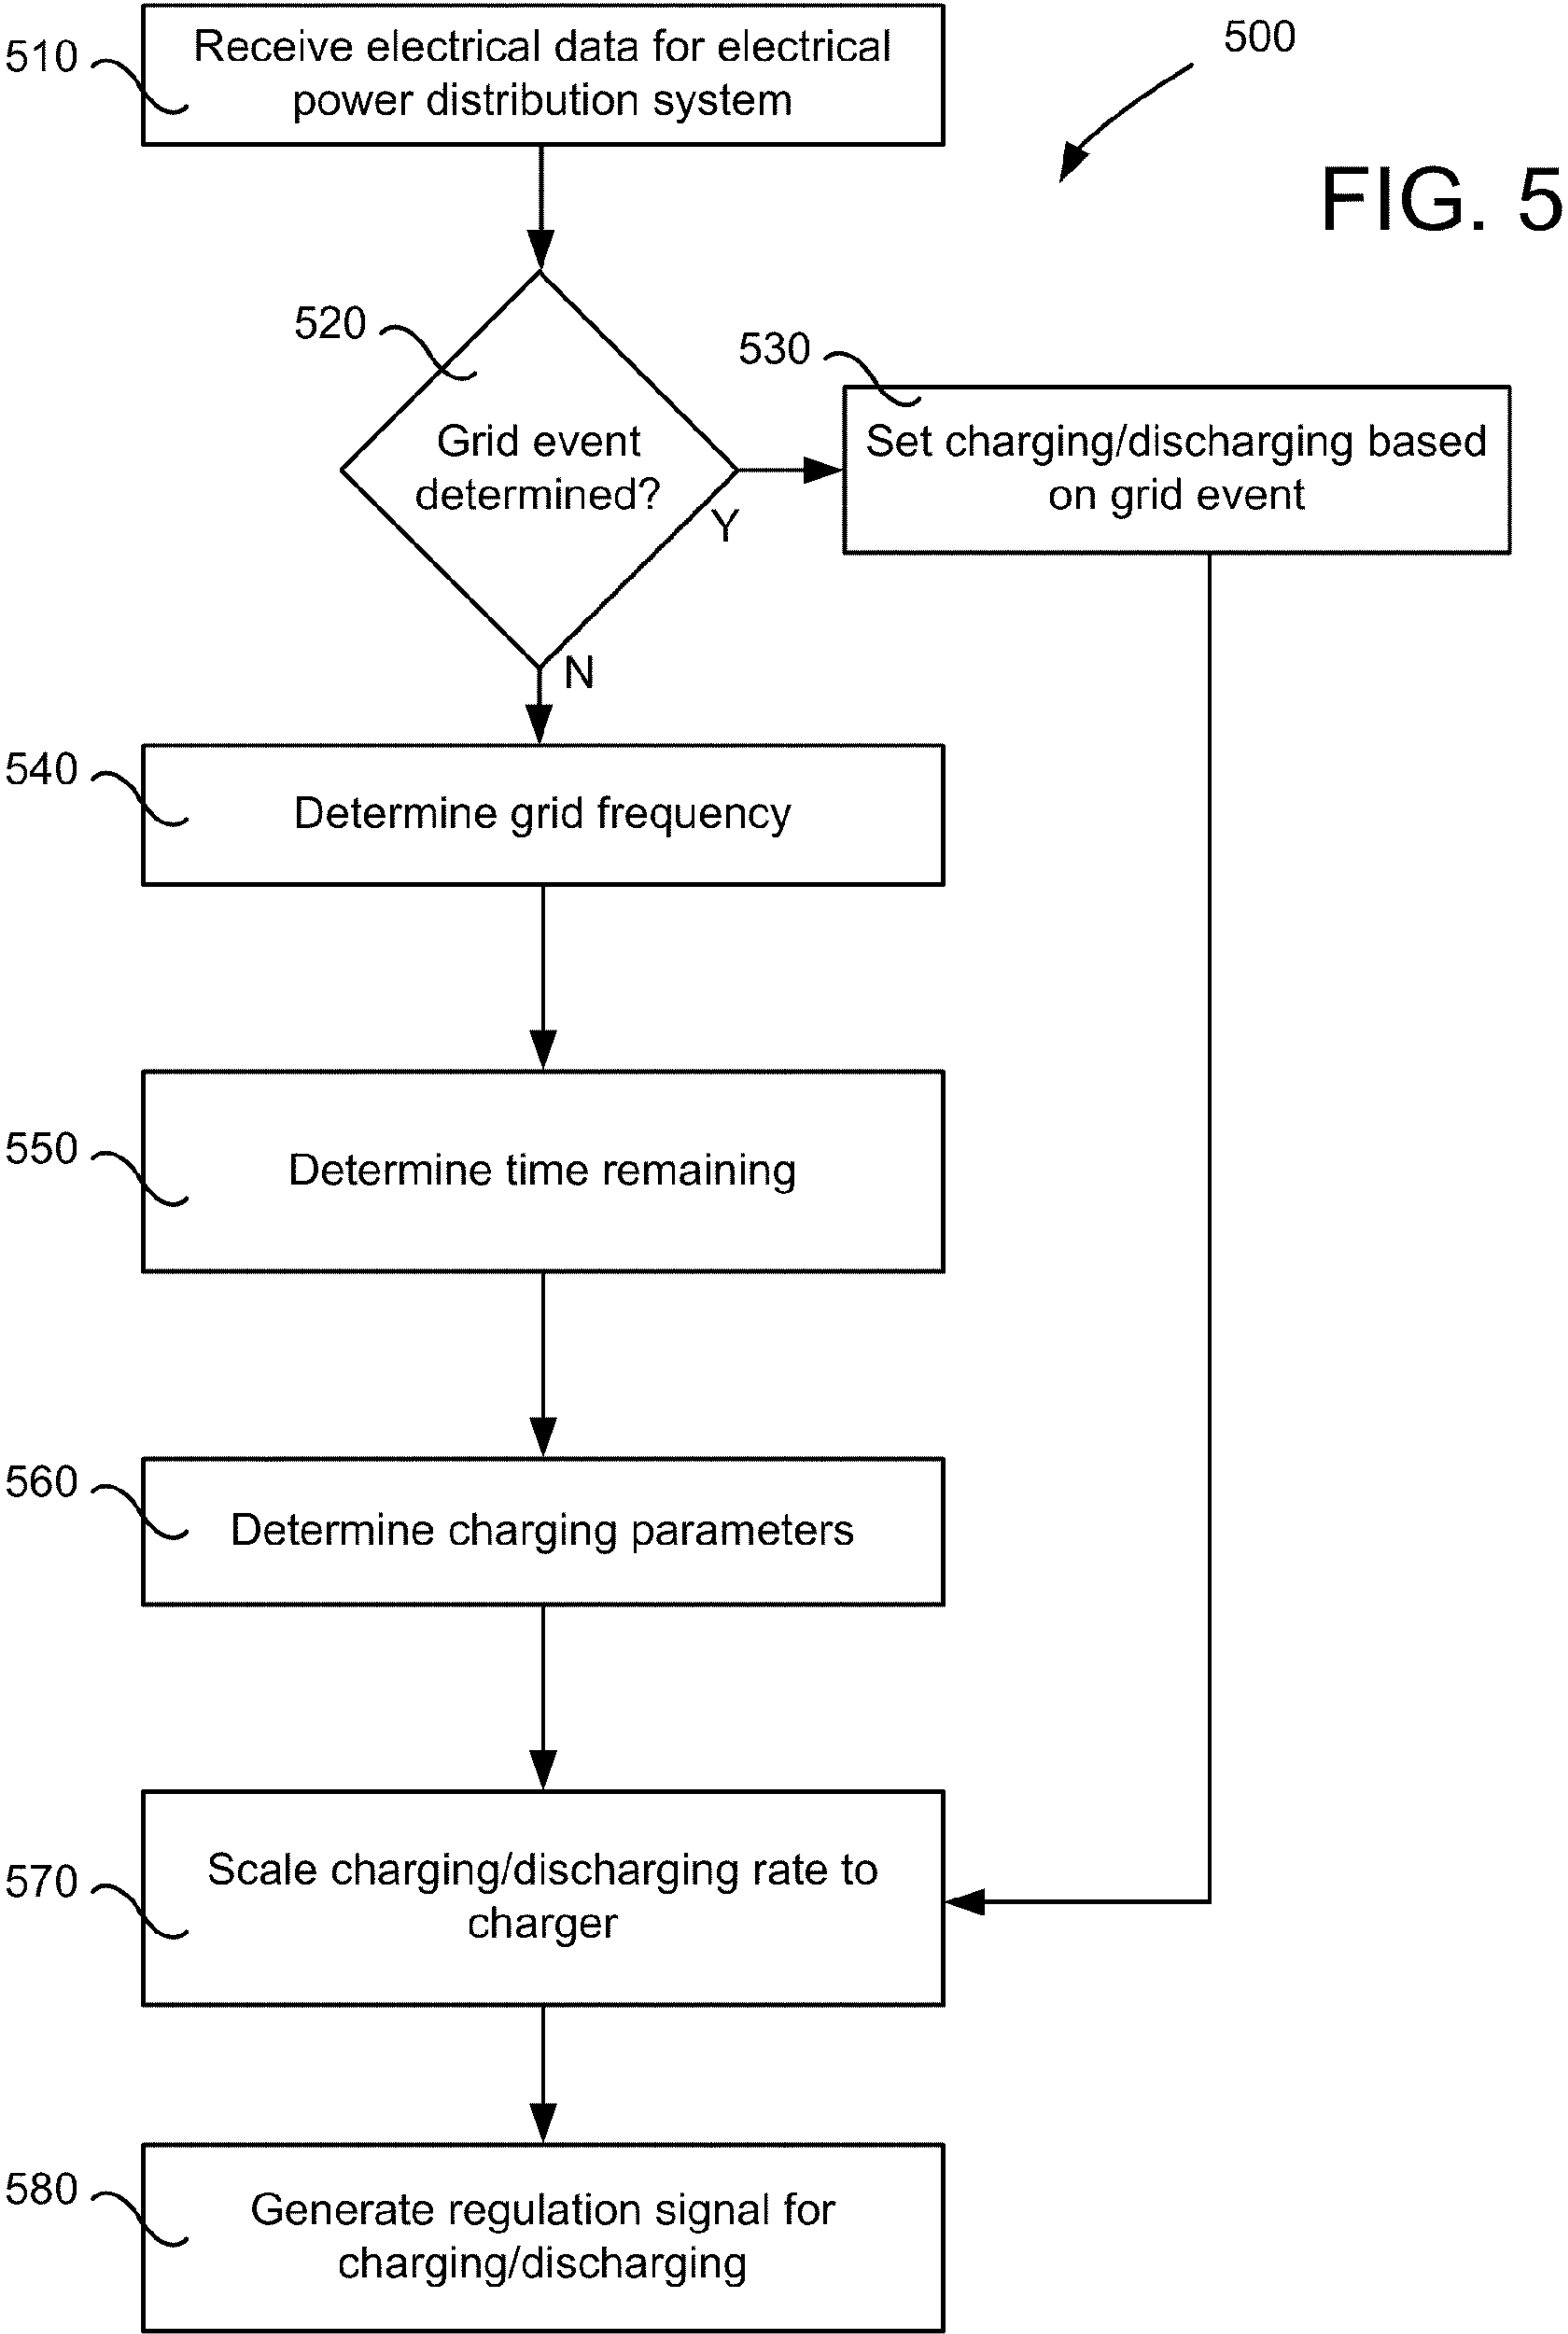 500
FIG. 5
510
Receive electrical data for electrical
power distribution system
520
Grid event
determined?
Y
N
530
Set charging/discharging based
on grid event
540
Determine grid frequency
550
Determine time remaining
560
Determine charging parameters
570
Scale charging/discharging rate to
charger
580
Generate regulation signal for
charging/discharging